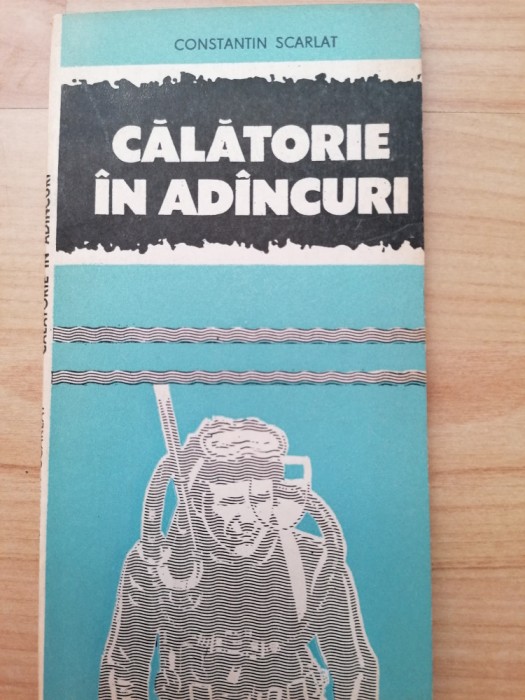 CONSTANTIN SCARLAT
CĂLĂTORIE
ÎN ADÎNCURI
CĂLĂTORIE ÎN ADÎNCURI